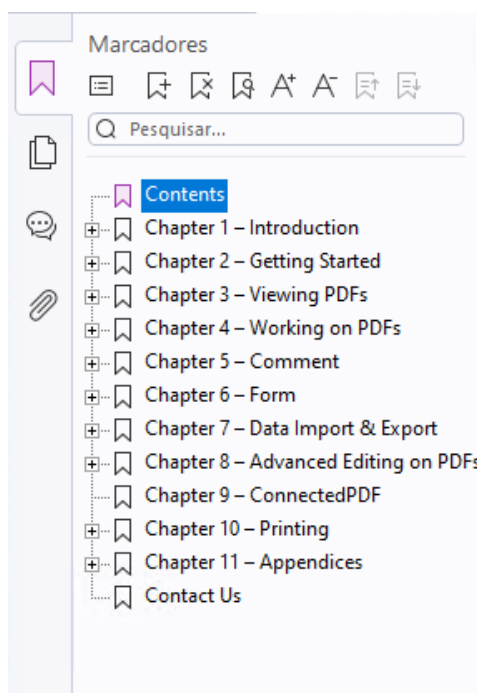 Marcadores
Pesquisar...
Contents
Chapter 1 – Introduction
Chapter 2 – Getting Started
Chapter 3 – Viewing PDFs
Chapter 4 – Working on PDFs
Chapter 5 – Comment
Chapter 6 – Form
Chapter 7 – Data Import & Export
Chapter 8 – Advanced Editing on PDFs
Chapter 9 – ConnectedPDF
Chapter 10 – Printing
Chapter 11 – Appendices
Contact Us